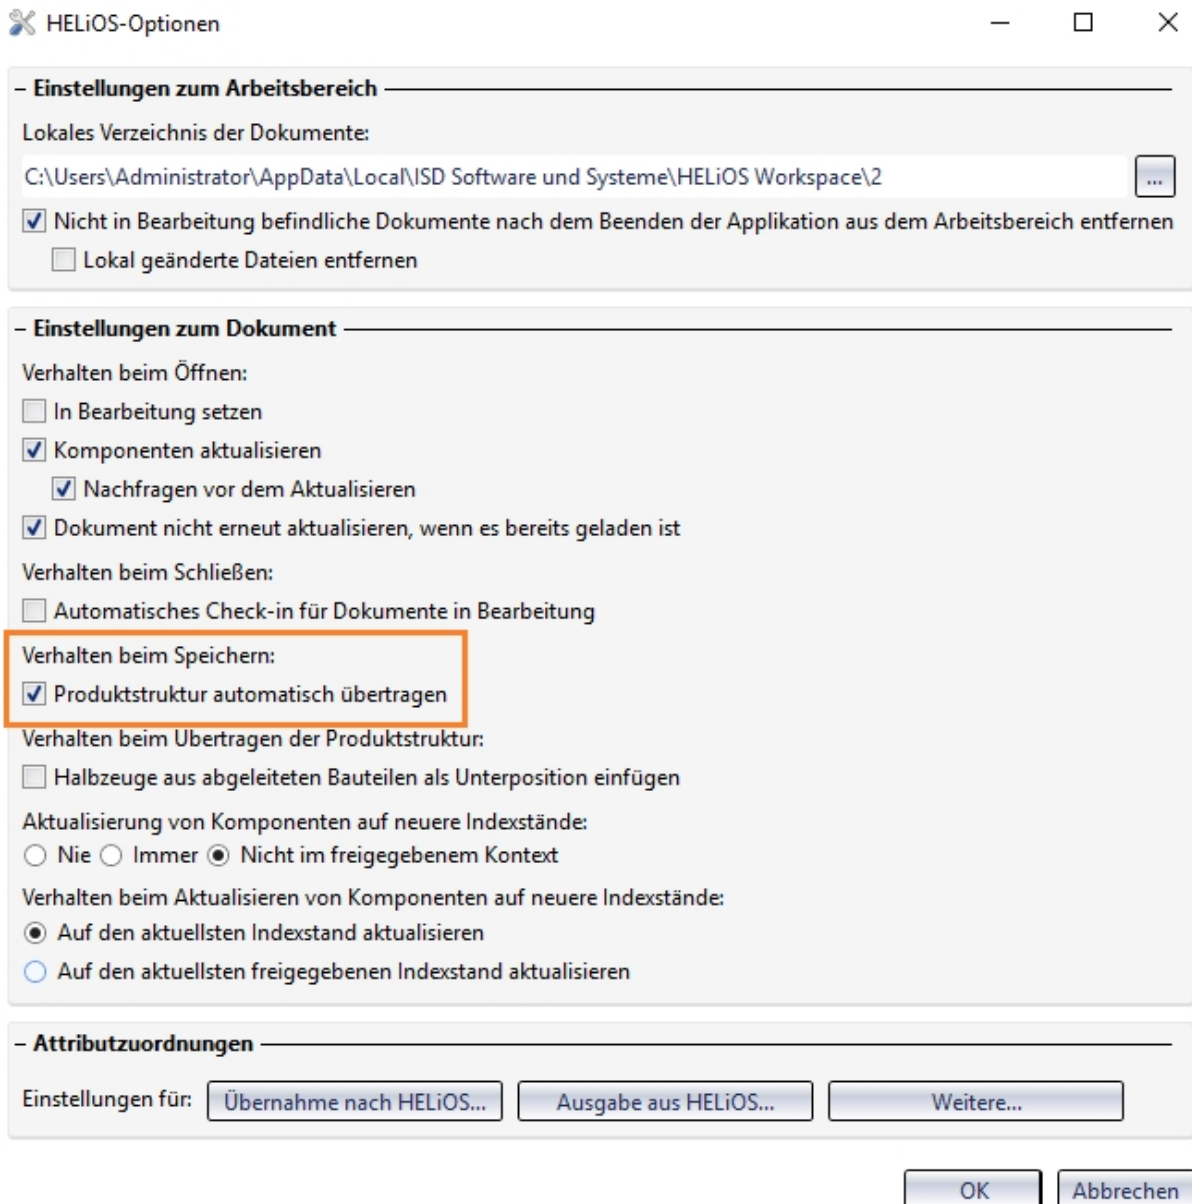 HELiOS-Optionen
– Einstellungen zum Arbeitsbereich
Lokales Verzeichnis der Dokumente:
C:\Users\Administrator\AppData\Local\ISD Software und Systeme\HELiOS Workspace\2
...
Nicht in Bearbeitung befindliche Dokumente nach dem Beenden der Applikation aus dem Arbeitsbereich entfernen
Lokal geänderte Dateien entfernen
– Einstellungen zum Dokument
Verhalten beim Öffnen:
In Bearbeitung setzen
Komponenten aktualisieren
Nachfragen vor dem Aktualisieren
Dokument nicht erneut aktualisieren, wenn es bereits geladen ist
Verhalten beim Schließen:
Automatisches Check-in für Dokumente in Bearbeitung
Verhalten beim Speichern:
Produktstruktur automatisch übertragen
Verhalten beim Übertragen der Produktstruktur:
Halbzeuge aus abgeleiteten Bauteilen als Unterposition einfügen
Aktualisierung von Komponenten auf neuere Indexstände:
Nie Immer Nicht im freigegebenem Kontext
Verhalten beim Aktualisieren von Komponenten auf neuere Indexstände:
Auf den aktuellsten Indexstand aktualisieren
Auf den aktuellsten freigegebenen Indexstand aktualisieren
– Attributzuordnungen
Einstellungen für: Übernahme nach HELiOS... Ausgabe aus HELiOS... Weitere...
OK Abbrechen